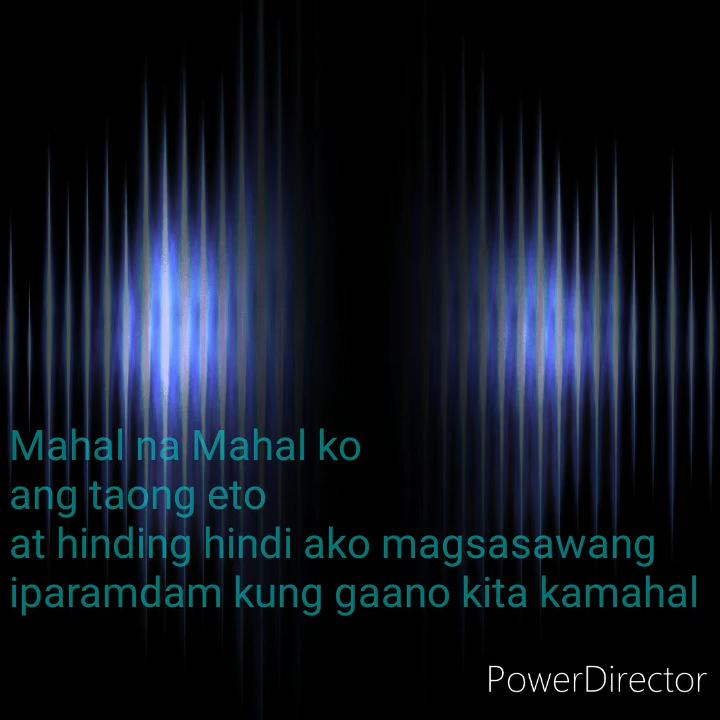 Mahal na Mahal ko
ang taong eto
at hinding hindi ako magsasawang
iparamdam kung gaano kita kamahal
PowerDirector